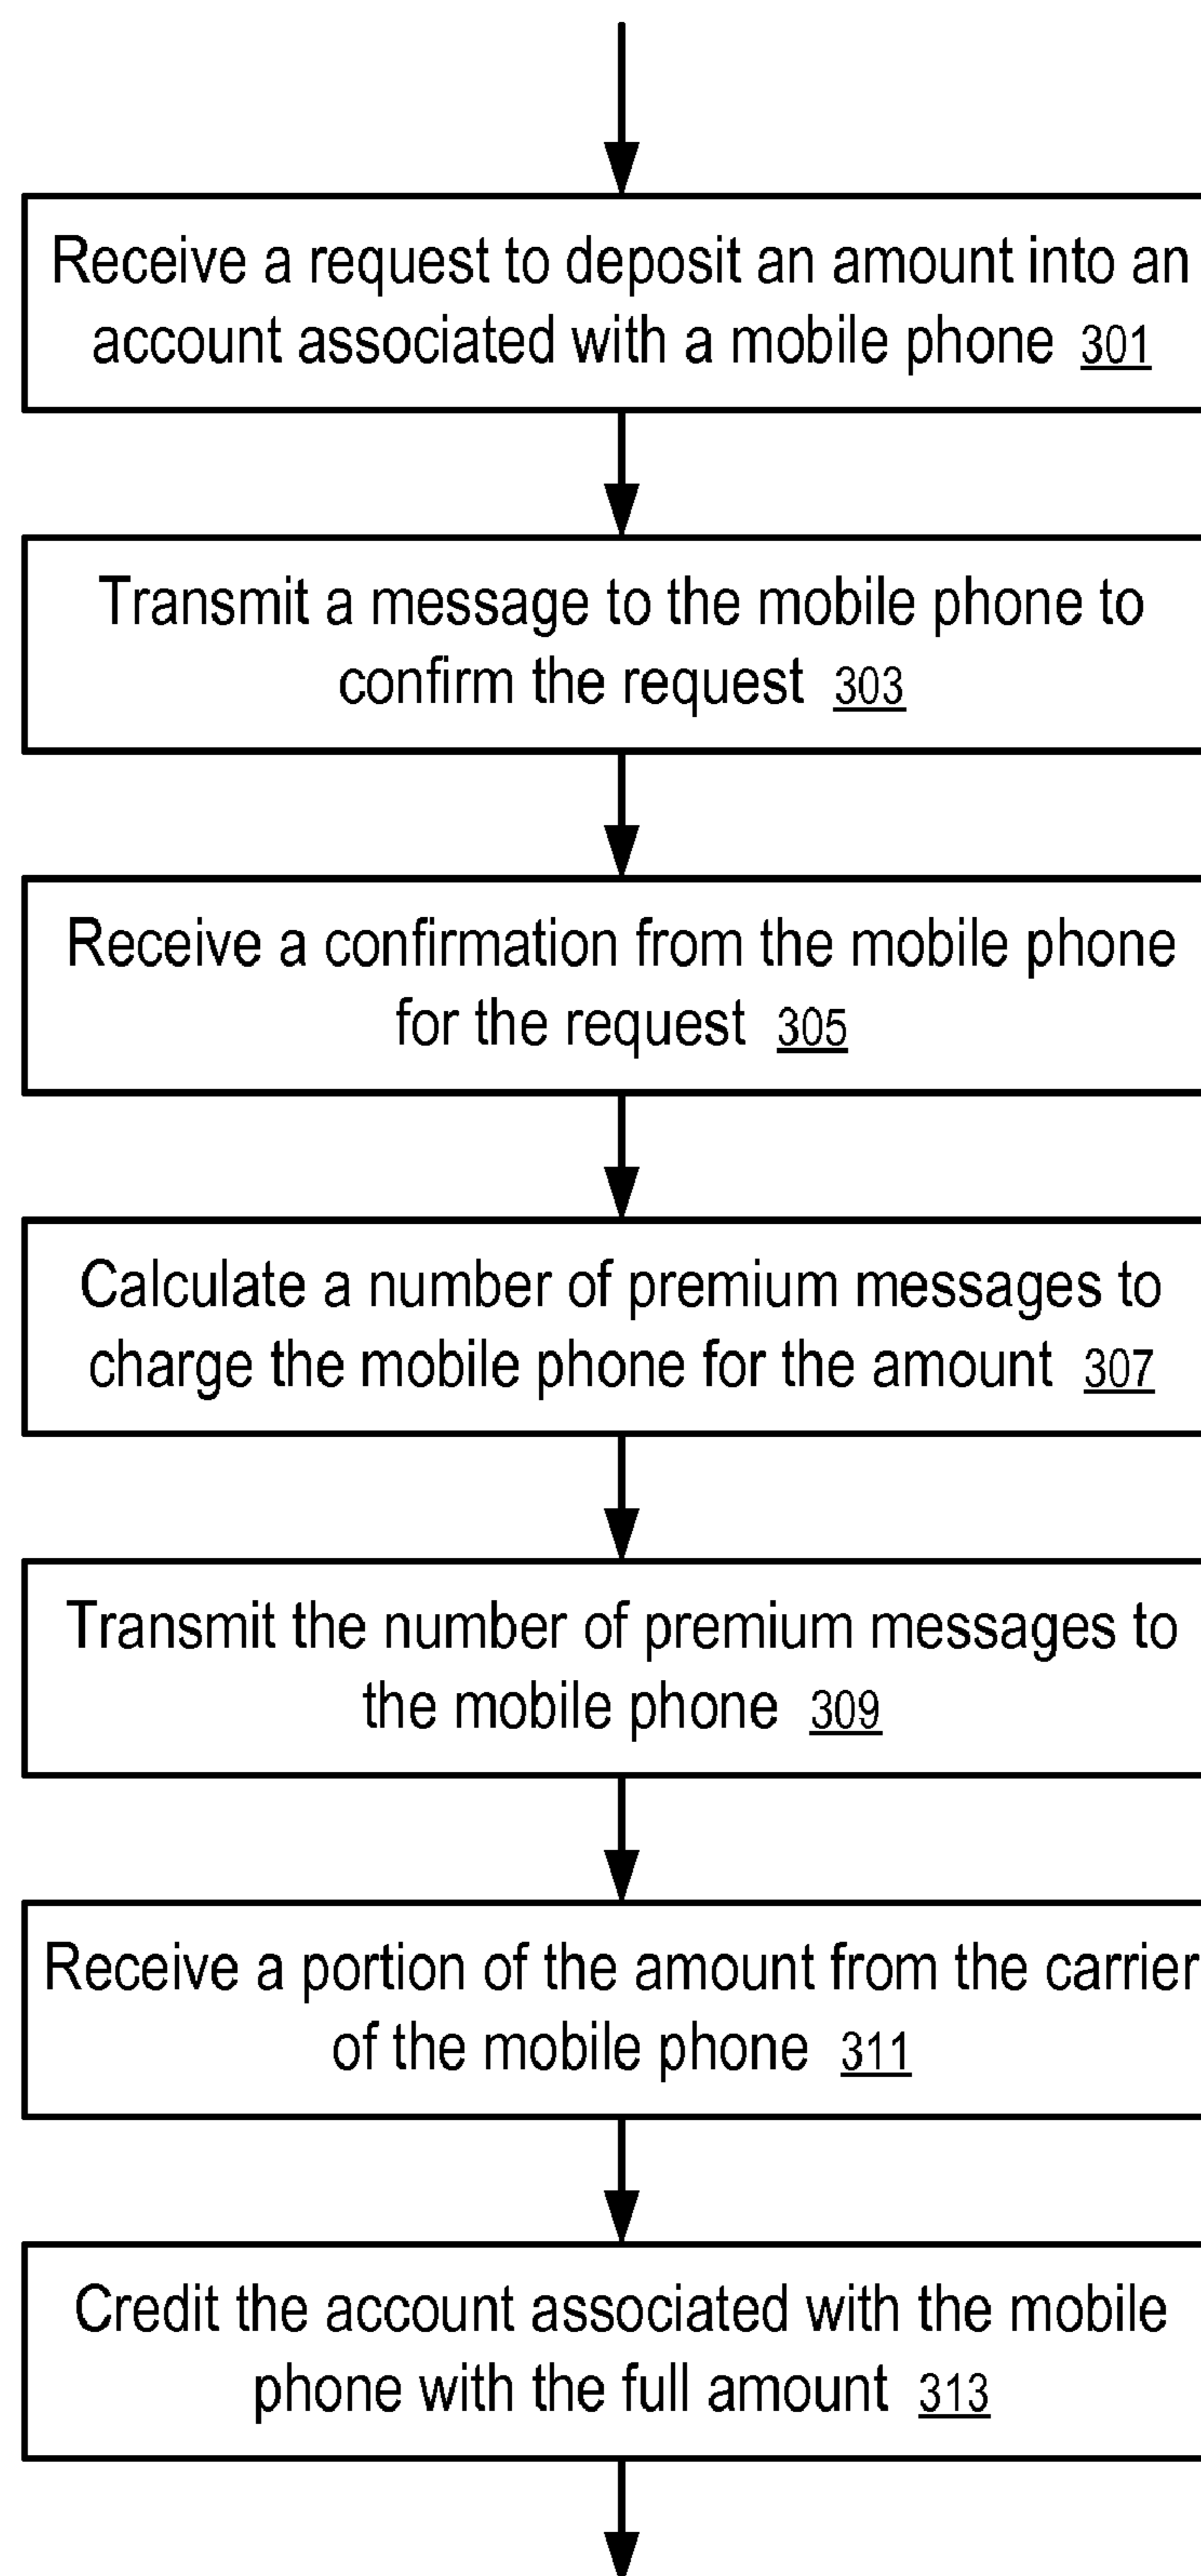 Receive a request to deposit an amount into an
account associated with a mobile phone 301
Transmit a message to the mobile phone to
confirm the request 303
Receive a confirmation from the mobile phone
for the request 305
Calculate a number of premium messages to
charge the mobile phone for the amount 307
Transmit the number of premium messages to
the mobile phone 309
Receive a portion of the amount from the carrier
of the mobile phone 311
Credit the account associated with the mobile
phone with the full amount 313